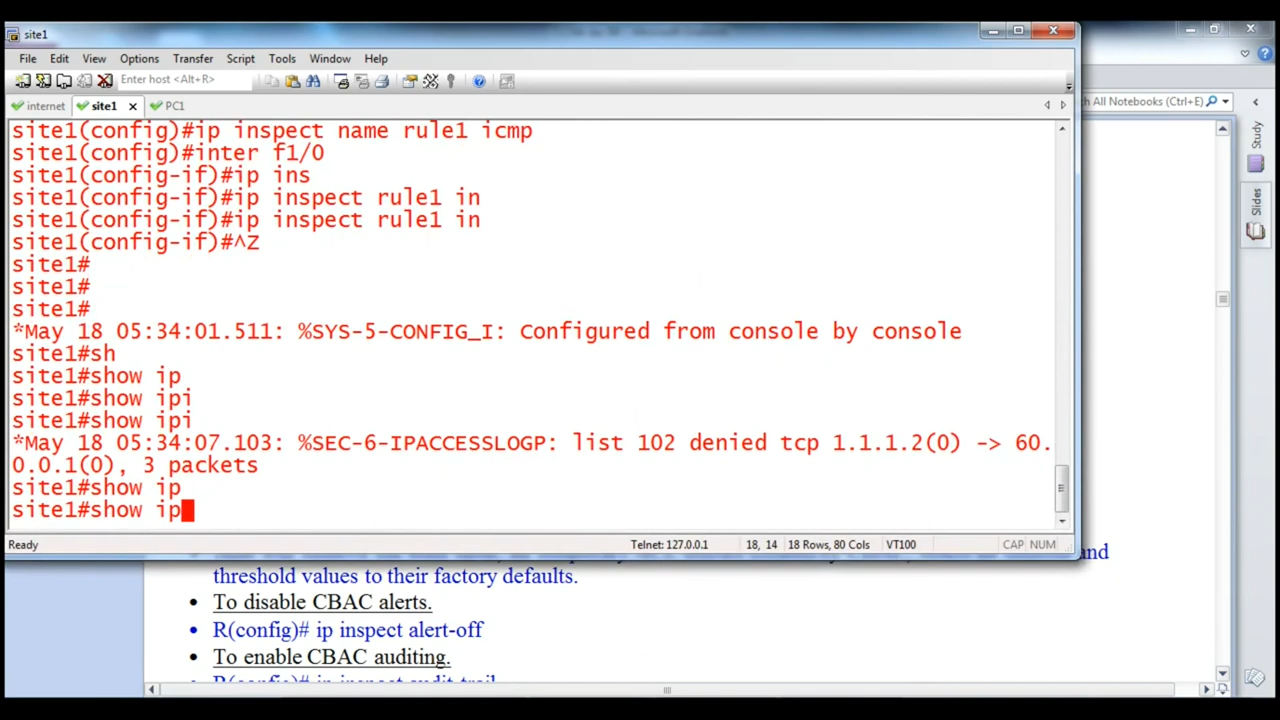 site1
File Edit View Options Transfer Script Tools Window Help
Enter host <Alt+R>
internet site1 PC1
site1(config)#ip inspect name rule1 icmp
site1(config)#inter f1/0
site1(config-if)#ip ins
site1(config-if)#ip inspect rule1 in
site1(config-if)#ip inspect rule1 in
site1(config-if)#^Z
site1#
site1#
site1#
*May 18 05:34:01.511: %SYS-5-CONFIG_I: Configured from console by console
site1#sh
site1#show ip
site1#show ipi
site1#show ipi
*May 18 05:34:07.103: %SEC-6-IPACCESSLOGP: list 102 denied tcp 1.1.1.2(0) -> 60.
0.0.1(0), 3 packets
site1#show ip
site1#show ip
Ready Telnet: 127.0.0.1 18, 14 18 Rows, 80 Cols VT100 CAP NUM
ch All Notebooks (Ctrl+E)
Study
Slides
and
threshold values to their factory defaults.
• To disable CBAC alerts.
• R(config)# ip inspect alert-off
• To enable CBAC auditing.
• R(config)# ip inspect audit-trail